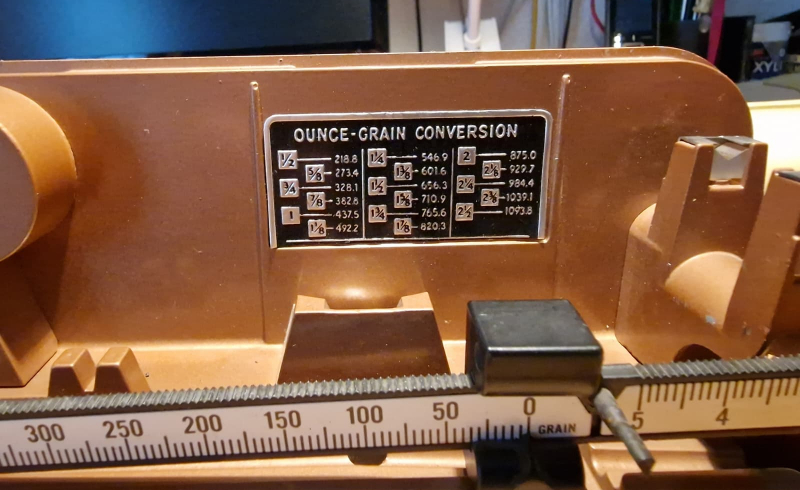 XYL
OUNCE-GRAIN CONVERSION
1/2 218.8 1 1/4 546.9 2 875.0
5/8 273.4 1 3/8 601.6 2 1/8 929.7
3/4 328.1 1 1/2 656.3 2 1/4 984.4
7/8 382.8 1 5/8 710.9 2 3/8 1039.1
1 437.5 1 3/4 765.6 2 1/2 1093.8
1 1/8 492.2 1 7/8 820.3
300 250 200 150 100 50 0 GRAIN 5 4